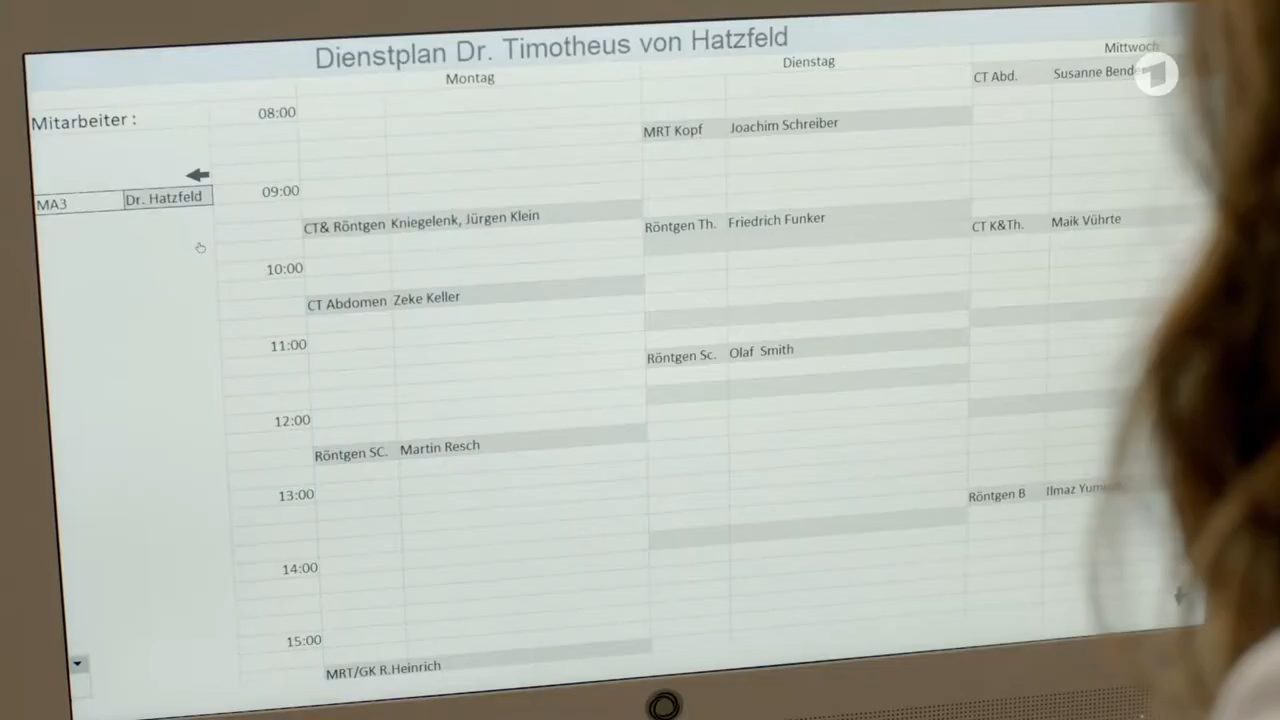 Dienstplan Dr. Timotheus von Hatzfeld
Montag
Dienstag
Mittwoch
Mitarbeiter :
MA3 Dr. Hatzfeld
08:00
09:00
10:00
11:00
12:00
13:00
14:00
15:00
CT& Röntgen Kniegelenk, Jürgen Klein
CT Abdomen Zeke Keller
Röntgen SC. Martin Resch
MRT/GK R.Heinrich
MRT Kopf Joachim Schreiber
Röntgen Th. Friedrich Funker
Röntgen Sc. Olaf Smith
CT Abd. Susanne
CT K&Th. Maik Vührte
Röntgen B Ilmaz
1